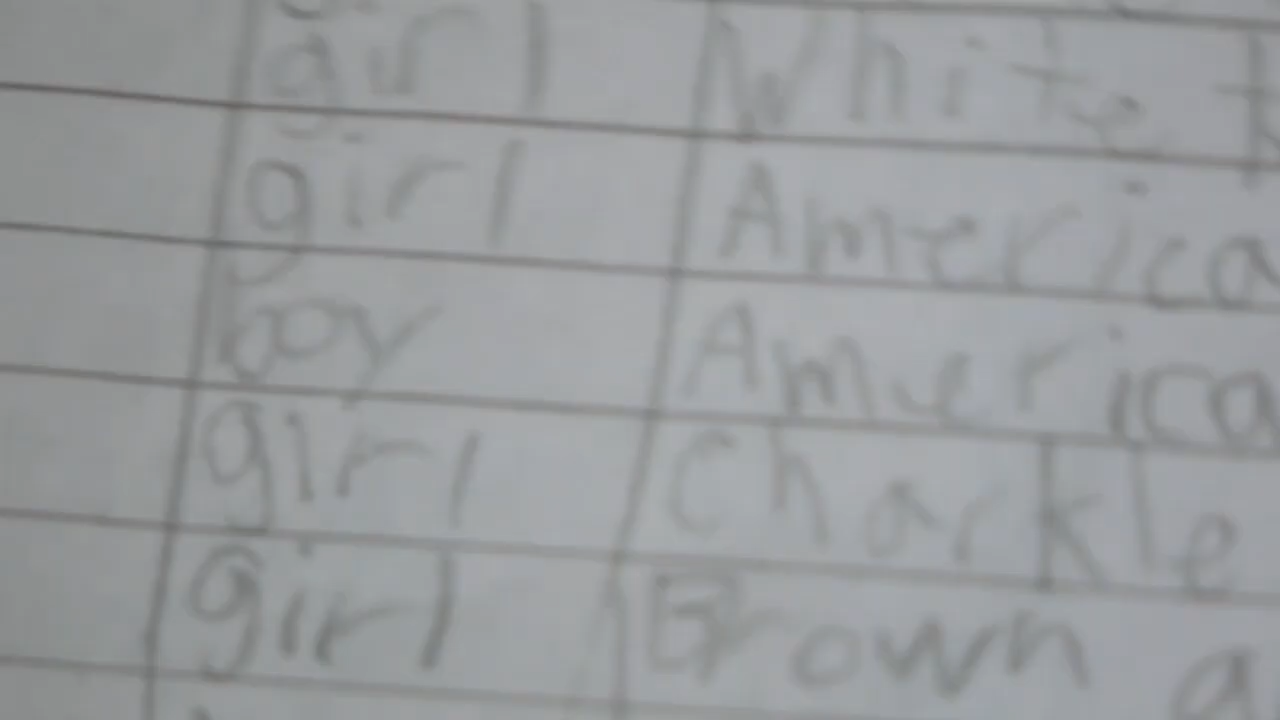 girl White
girl America
boy America
girl Charkle
girl Brown a